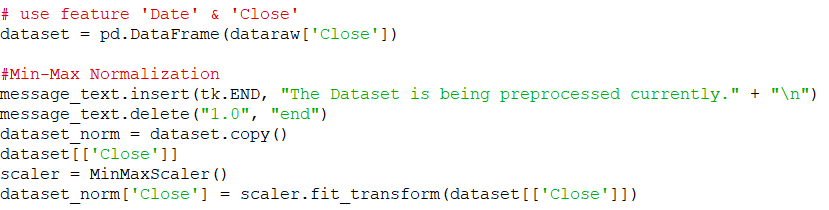 # use feature 'Date' & 'Close'
dataset = pd.DataFrame(dataraw['Close'])
#Min-Max Normalization
message_text.insert(tk.END, "The Dataset is being preprocessed currently." + "\n")
message_text.delete("1.0", "end")
dataset_norm = dataset.copy()
dataset[['Close']]
scaler = MinMaxScaler()
dataset_norm['Close'] = scaler.fit_transform(dataset[['Close']])